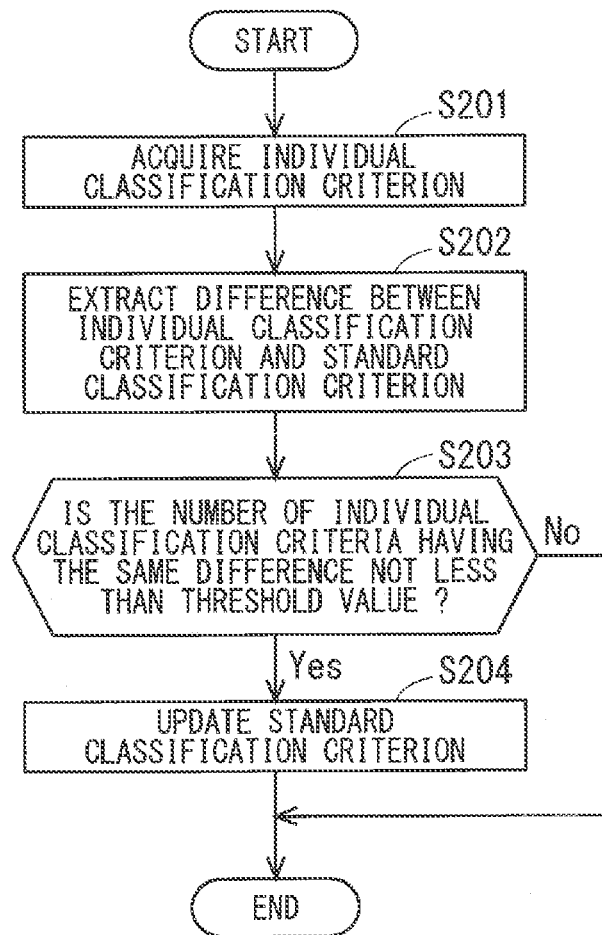 START
S201
ACQUIRE INDIVIDUAL
CLASSIFICATION CRITERION
S202
EXTRACT DIFFERENCE BETWEEN
INDIVIDUAL CLASSIFICATION
CRITERION AND STANDARD
CLASSIFICATION CRITERION
S203
IS THE NUMBER OF INDIVIDUAL
CLASSIFICATION CRITERIA HAVING
THE SAME DIFFERENCE NOT LESS
THAN THRESHOLD VALUE ?
No
Yes
S204
UPDATE STANDARD
CLASSIFICATION CRITERION
END